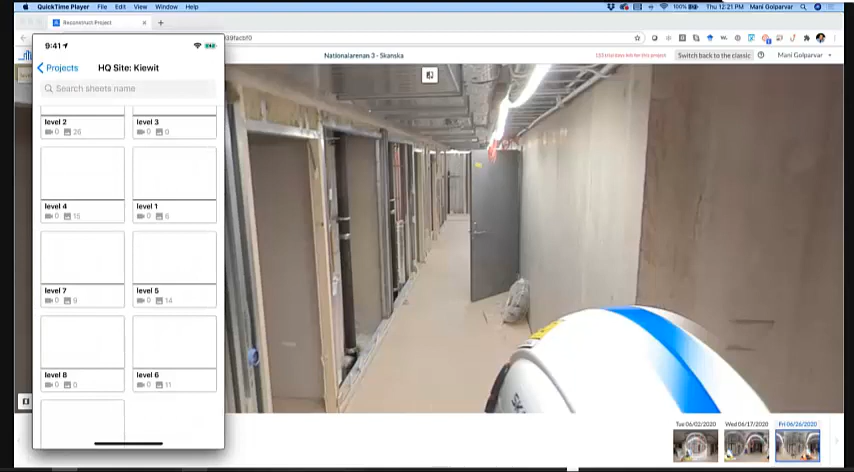 QuickTime Player File Edit View Window Help
100% Thu 12:21 PM Mani Golparvar
Reconstruct-Project
Nationalarenan 3 - Skanska
Switch back to the classic
Mani Golparvar
9:41
Projects
HQ Site: Kiewit
Search sheets name
level 2
0 26
level 3
0 0
level 4
0 15
level 1
0 6
level 7
0 9
level 5
0 14
level 8
0 0
level 6
0 11
Tue 06/02/2020 Wed 06/17/2020 Fri 06/26/2020